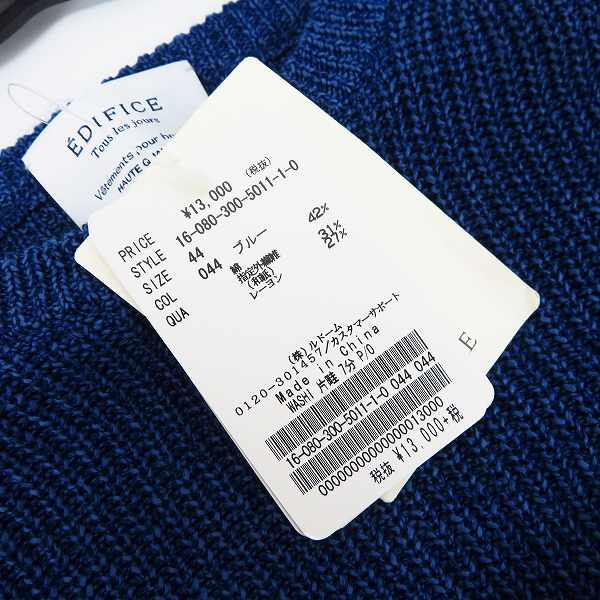 ÉDIFICE
Tous les jours
Vêtements pour
HAUTE Q
PRICE ¥13,000 (税抜)
STYLE 16-080-300-5011-1-0
SIZE 44
COL 044 ブルー
QUA 綿 42%
指定外繊維 31%
(和紙)
レーヨン 27%
(株)ルドーム
0120-301457/カスタマーサポート
Made in China
WASHI 片畦 7分 P/O
16-080-300-5011-1-0 044 044
0000000000000013000
税抜 ¥13,000+税
E